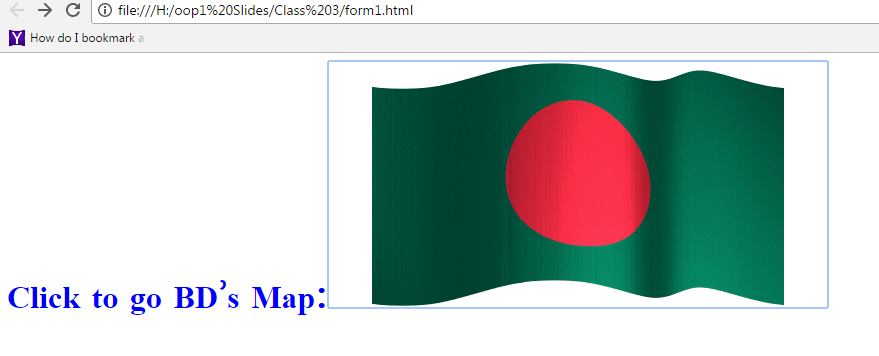 file:///H:/oop1%20Slides/Class%203/form1.html
How do I bookmark a
Click to go BD's Map: